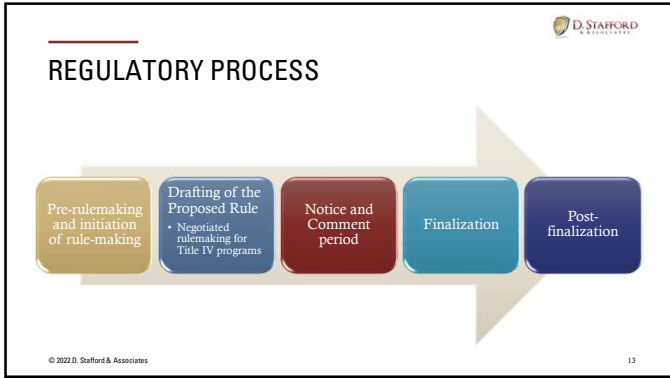 D. STAFFORD
& ASSOCIATES
REGULATORY PROCESS
Pre-rulemaking
and initiation
of rule-making
Drafting of the
Proposed Rule
• Negotiated
rulemaking for
Title IV programs
Notice and
Comment
period
Finalization
Post-
finalization
© 2022 D. Stafford & Associates
13